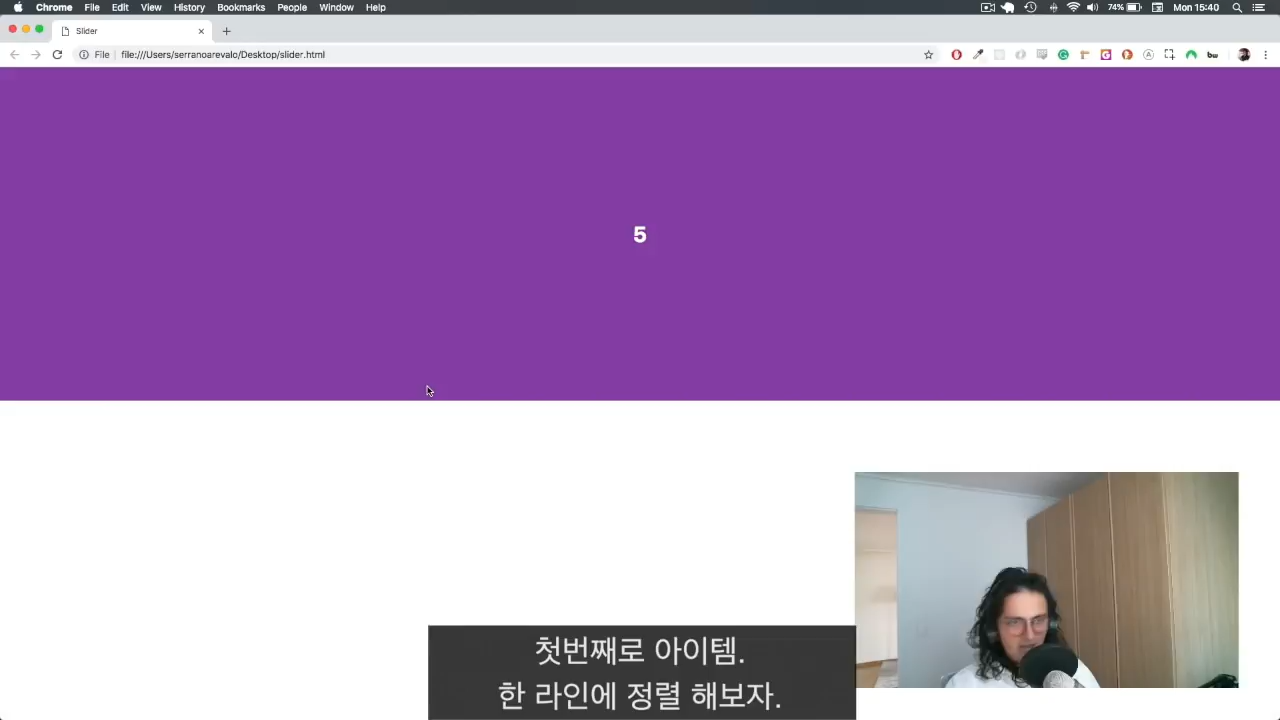 Chrome File Edit View History Bookmarks People Window Help 74% Mon 15:40
Slider
File file:///Users/serranoarevalo/Desktop/slider.html
5
첫번째로 아이템.
한 라인에 정렬 해보자.